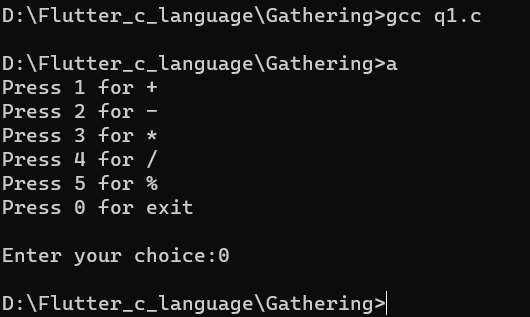 D:\Flutter_c_language\Gathering>gcc q1.c
D:\Flutter_c_language\Gathering>a
Press 1 for +
Press 2 for -
Press 3 for *
Press 4 for /
Press 5 for %
Press 0 for exit
Enter your choice:0
D:\Flutter_c_language\Gathering>